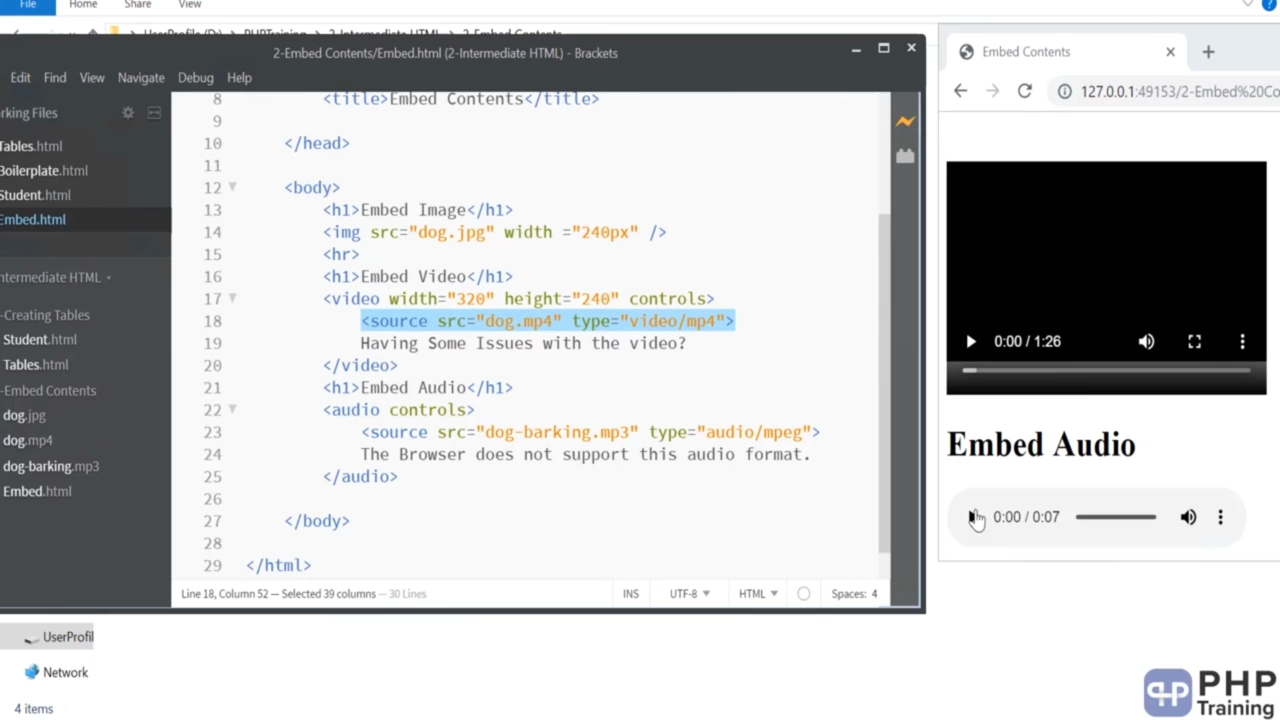 File Home Share View
UserProfile (D:) PHPTraining 2-Intermediate HTML 2-Embed Contents
2-Embed Contents/Embed.html (2-Intermediate HTML) - Brackets
Edit Find View Navigate Debug Help
rking Files
Tables.html
Boilerplate.html
Student.html
Embed.html
ntermediate HTML
-Creating Tables
Student.html
Tables.html
-Embed Contents
dog.jpg
dog.mp4
dog-barking.mp3
Embed.html
8 <title>Embed Contents</title>
9
10 </head>
11
12 <body>
13 <h1>Embed Image</h1>
14 <img src="dog.jpg" width ="240px" />
15 <hr>
16 <h1>Embed Video</h1>
17 <video width="320" height="240" controls>
18 <source src="dog.mp4" type="video/mp4">
19 Having Some Issues with the video?
20 </video>
21 <h1>Embed Audio</h1>
22 <audio controls>
23 <source src="dog-barking.mp3" type="audio/mpeg">
24 The Browser does not support this audio format.
25 </audio>
26
27 </body>
28
29 </html>
Line 18, Column 52 — Selected 39 columns — 30 Lines
INS UTF-8 HTML Spaces: 4
Embed Contents
127.0.0.1:49153/2-Embed%20Co
0:00 / 1:26
Embed Audio
0:00 / 0:07
UserProfil
Network
4 items
PHP
Training